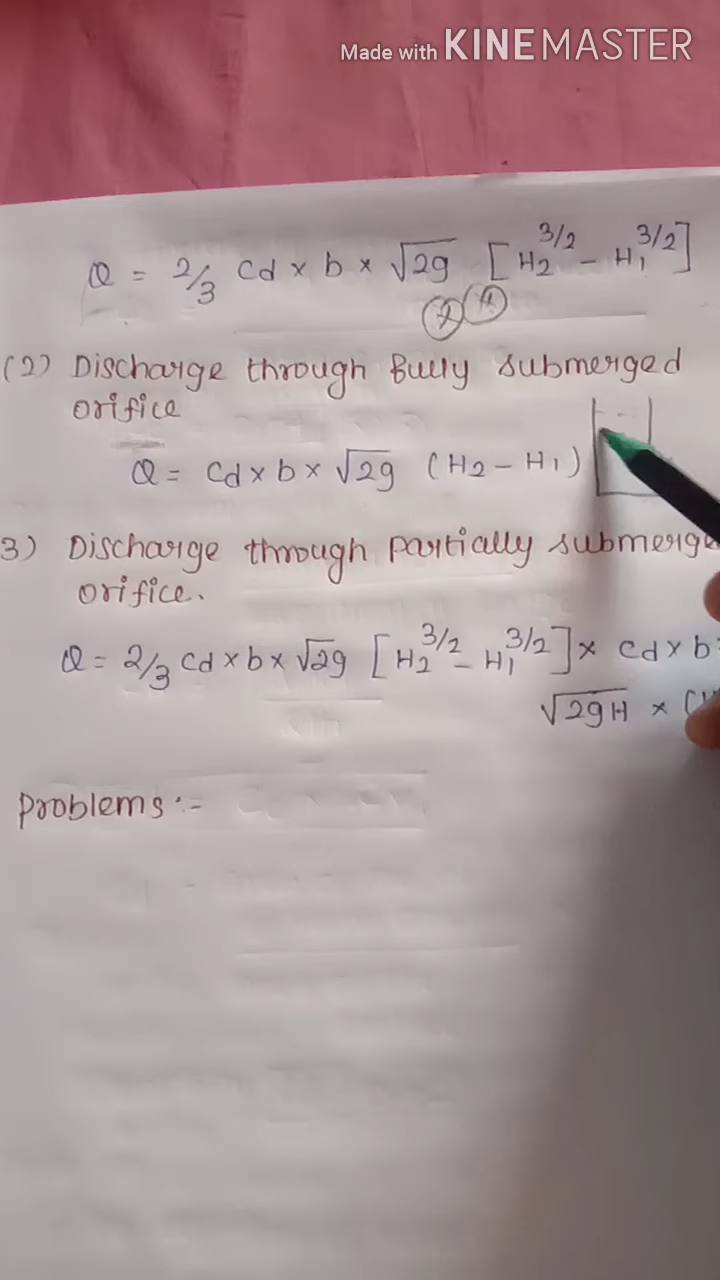 Made with KINEMASTER
Q = 2/3 Cd × b × √2g [H₂^3/2 − H₁^3/2]
(2) Discharge through fully submerged
orifice
Q = Cd × b × √2g (H2 − H1)
3) Discharge through partially submerge
orifice.
Q = 2/3 Cd × b × √2g [H₂^3/2 − H₁^3/2] × Cd × b
√2gH ×
Problems :-